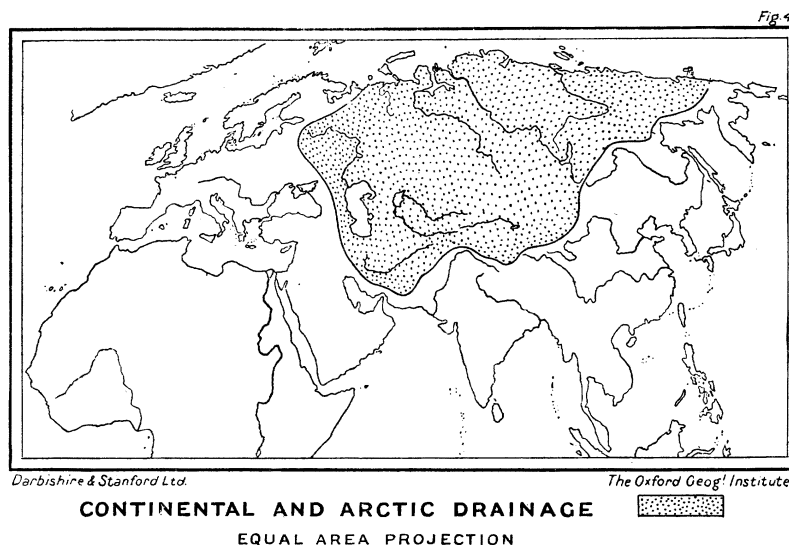 Fig. 4
Darbishire & Stanford Ltd. The Oxford Geog! Institute
CONTINENTAL AND ARCTIC DRAINAGE
EQUAL AREA PROJECTION